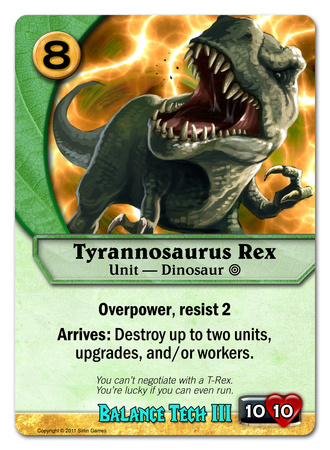 8
Tyrannosaurus Rex
Unit — Dinosaur
Overpower, resist 2
Arrives: Destroy up to two units,
upgrades, and/or workers.
You can't negotiate with a T-Rex.
You're lucky if you can even run.
Balance Tech III
10 10
Copyright © 2011 Sirlin Games